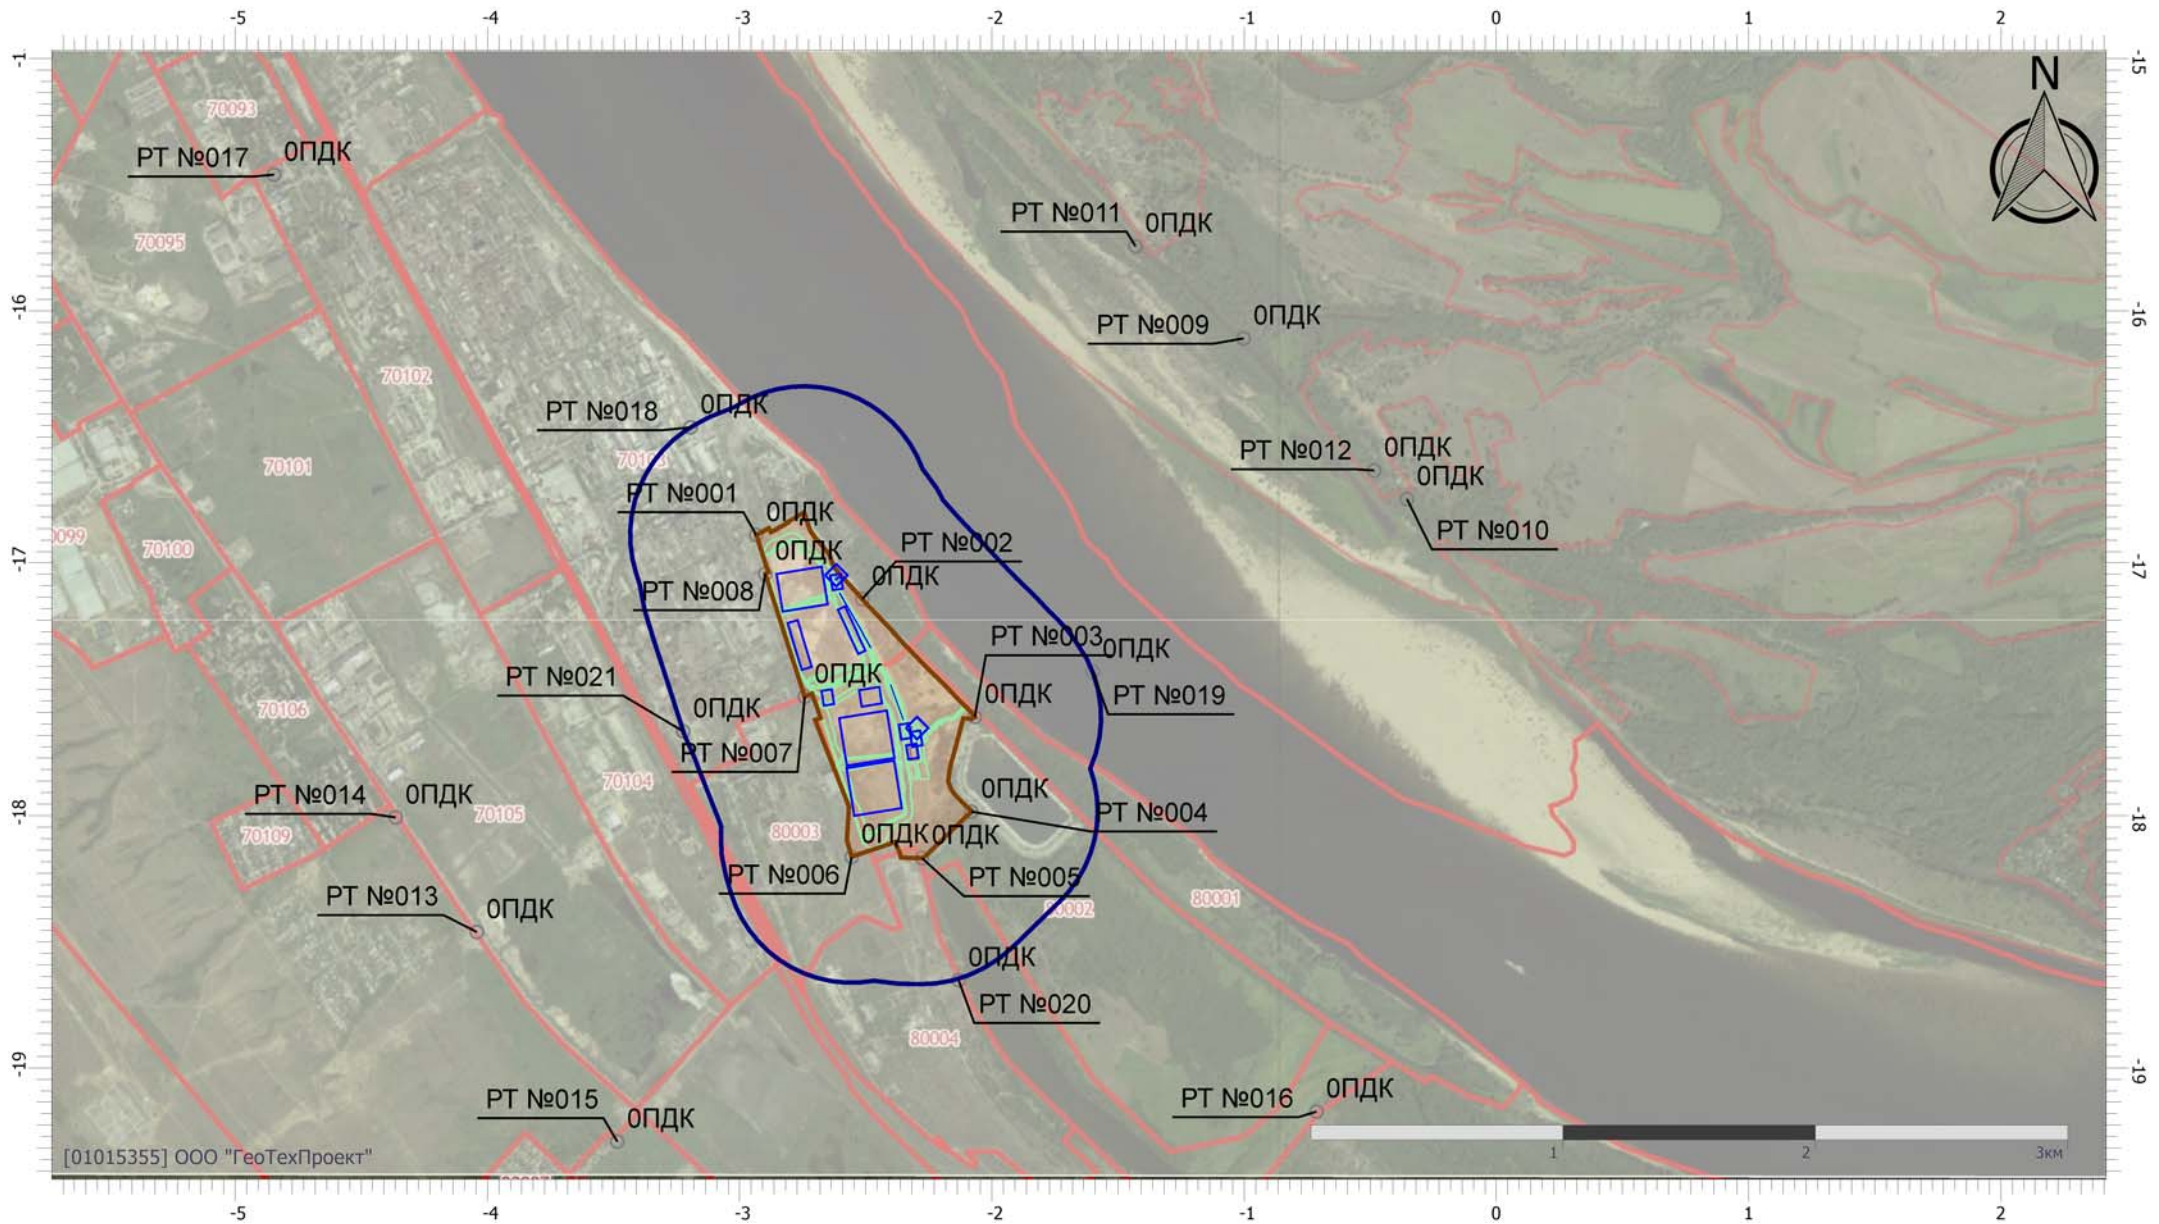 -5 -4 -3 -2 -1 0 1 2
-1
-15
N
70093
РТ №017 0ПДК
70095
РТ №011 0ПДК
-16
-16
РТ №009 0ПДК
70102
РТ №018 0ПДК
70103
РТ №012 0ПДК
0ПДК
РТ №010
70101
РТ №001 0ПДК
0099
70100
0ПДК
РТ №002
0ПДК
-17
-17
РТ №008
РТ №003 0ПДК
РТ №021 0ПДК
0ПДК
0ПДК
РТ №019
70106
РТ №007
70104
0ПДК
РТ №014 0ПДК
70105
РТ №004
-18
-18
70109
80003
0ПДК 0ПДК
РТ №006
РТ №005
РТ №013 0ПДК
80002
80001
0ПДК
РТ №020
80004
-19
-19
РТ №015 0ПДК
РТ №016 0ПДК
[01015355] ООО "ГеоТехПроект"
1 2 3км
-5 -4 -3 -2 -1 0 1 2